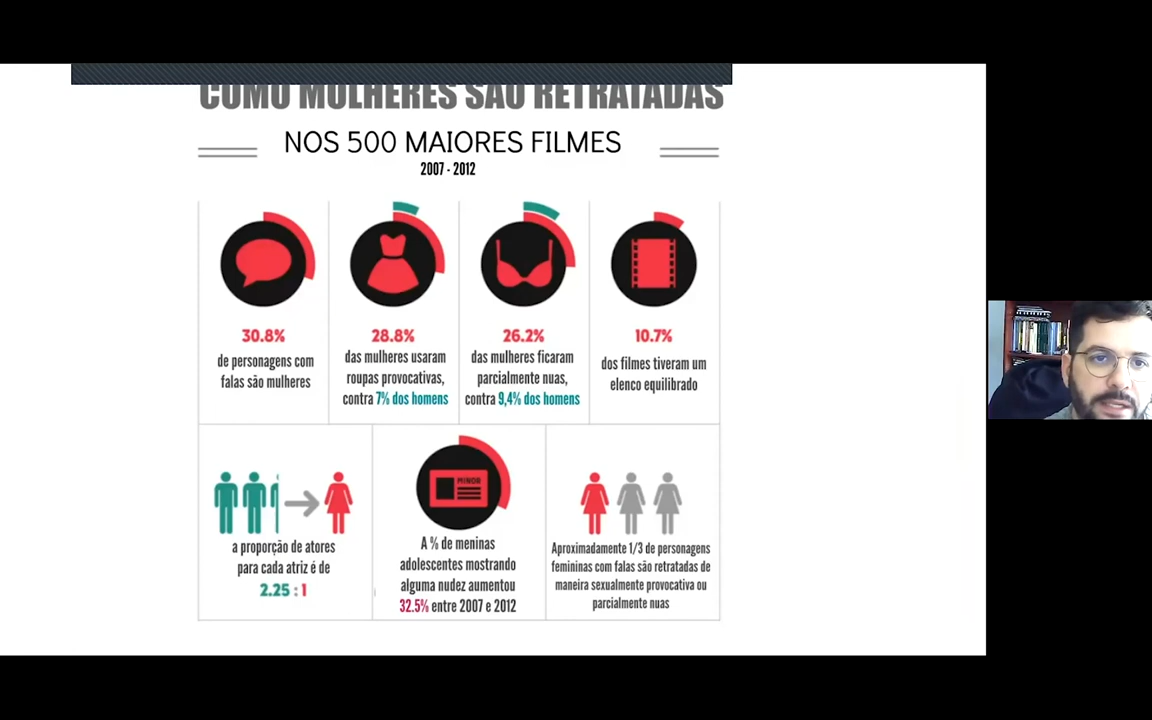 COMO MULHERES SÃO RETRATADAS
NOS 500 MAIORES FILMES
2007 - 2012
30.8%
de personagens com
falas são mulheres
28.8%
das mulheres usaram
roupas provocativas,
contra 7% dos homens
26.2%
das mulheres ficaram
parcialmente nuas,
contra 9,4% dos homens
10.7%
dos filmes tiveram um
elenco equilibrado
a proporção de atores
para cada atriz é de
2.25 : 1
MINOR
A % de meninas
adolescentes mostrando
alguma nudez aumentou
32.5% entre 2007 e 2012
Aproximadamente 1/3 de personagens
femininas com falas são retratadas de
maneira sexualmente provocativa ou
parcialmente nuas